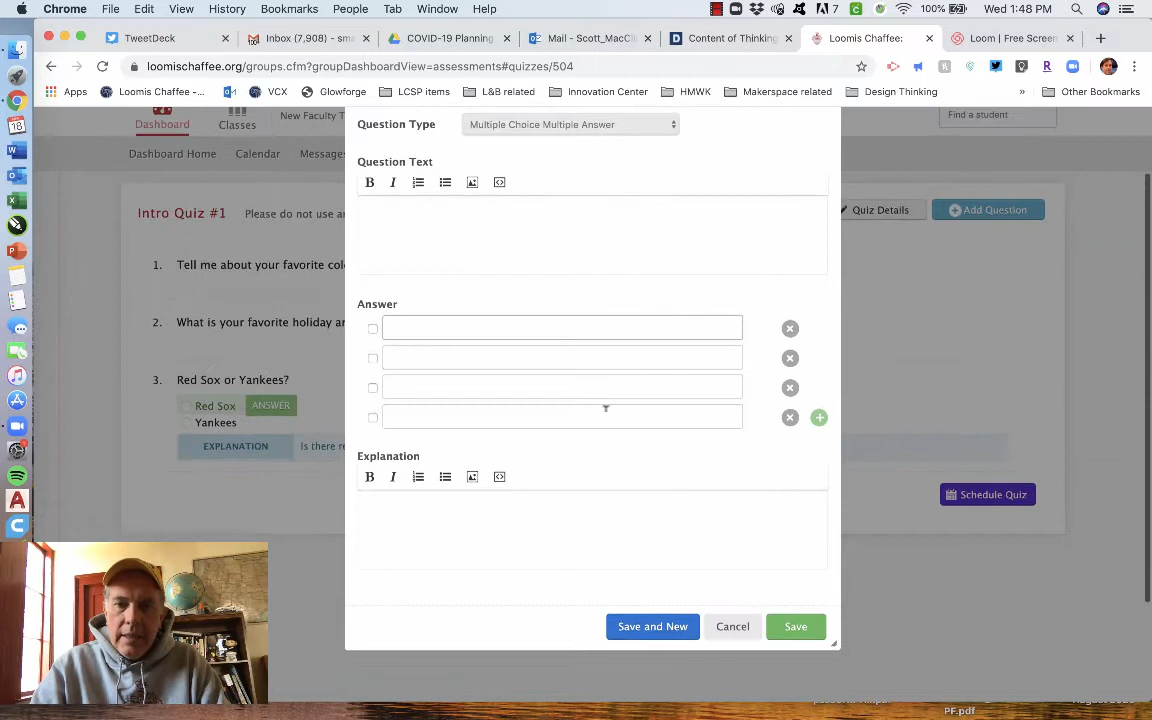 Chrome File Edit View History Bookmarks People Tab Window Help 7 100% Wed 1:48 PM
TweetDeck Inbox (7,908) - sma COVID-19 Planning Mail - Scott_MacCli Content of Thinking Loomis Chaffee: Loom | Free Screen
loomischaffee.org/groups.cfm?groupDashboardView=assessments#quizzes/504
Apps Loomis Chaffee -... VCX Glowforge LCSP items L&B related Innovation Center HMWK Makerspace related Design Thinking » Other Bookmarks
Dashboard Classes New Faculty T Find a student
Dashboard Home Calendar Messages
Question Type Multiple Choice Multiple Answer
Question Text
B I
Intro Quiz #1 Please do not use an Quiz Details Add Question
1. Tell me about your favorite colo
2. What is your favorite holiday an
3. Red Sox or Yankees?
Red Sox ANSWER
Yankees
EXPLANATION Is there re
Answer
Explanation
B I
Schedule Quiz
Save and New Cancel Save
PF.pdf